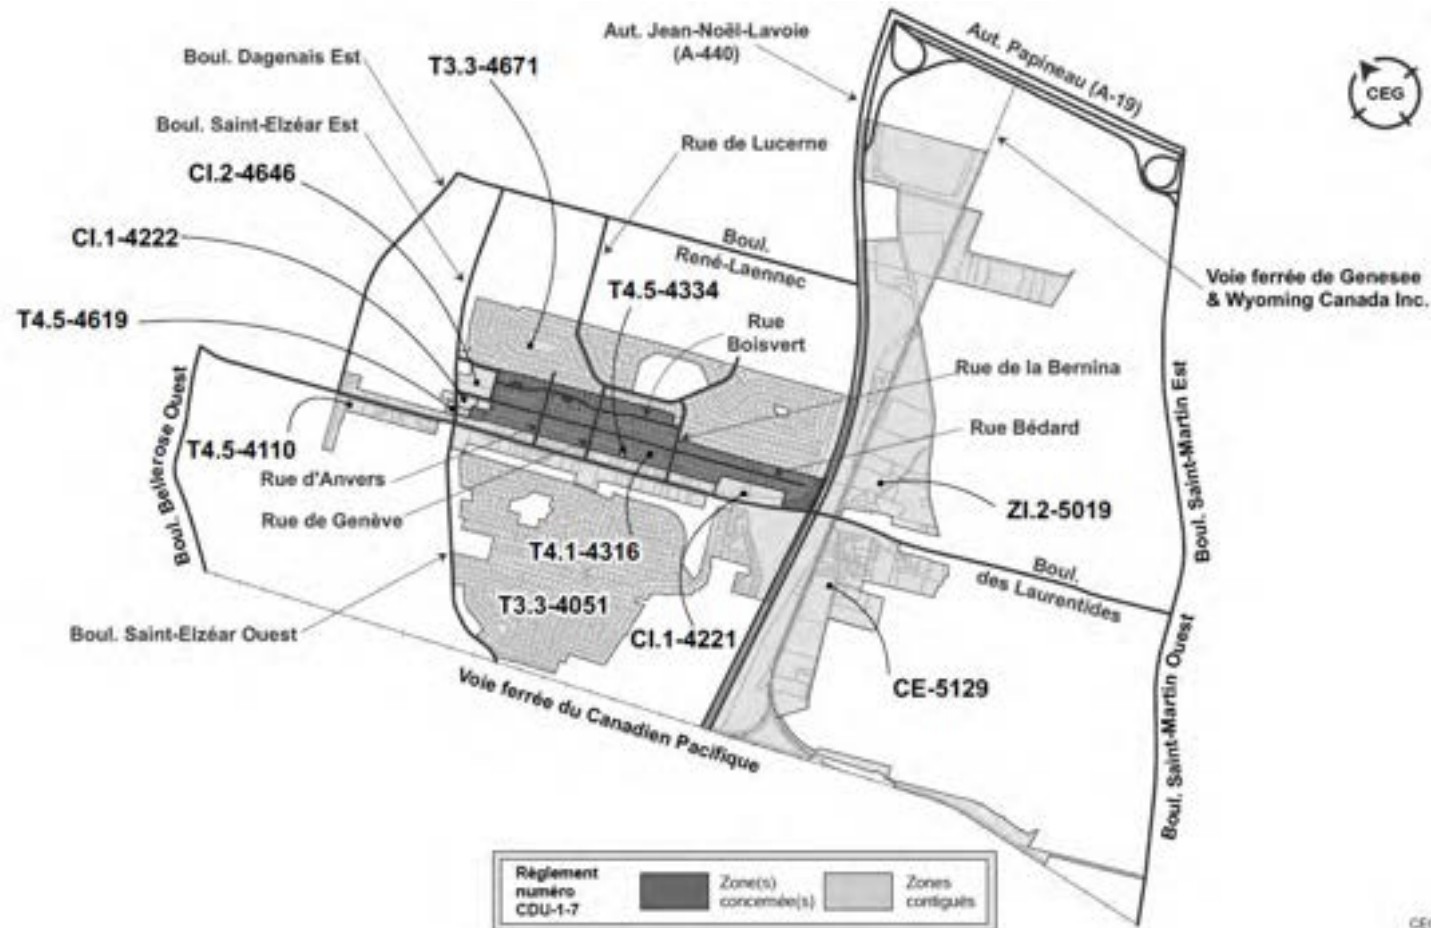 Aut. Jean-Noël-Lavoie
(A-440)
Aut. Papineau (A-19)
CEG
Boul. Dagenais Est
T3.3-4671
Boul. Saint-Elzéar Est
Rue de Lucerne
CI.2-4646
CI.1-4222
Boul.
René-Laennec
Voie ferrée de Genesee
& Wyoming Canada Inc.
T4.5-4334
T4.5-4619
Rue
Boisvert
Rue de la Bernina
Boul. Bellerose Ouest
Boul. Saint-Martin Est
T4.5-4110
Rue Bédard
Rue d'Anvers
ZI.2-5019
Rue de Genève
T4.1-4316
Boul.
des Laurentides
T3.3-4051
Boul. Saint-Elzéar Ouest
CI.1-4221
CE-5129
Voie ferrée du Canadien Pacifique
Boul. Saint-Martin Ouest
Règlement
numéro
CDU-1-7
Zone(s)
concernée(s)
Zones
contiguës
CEG